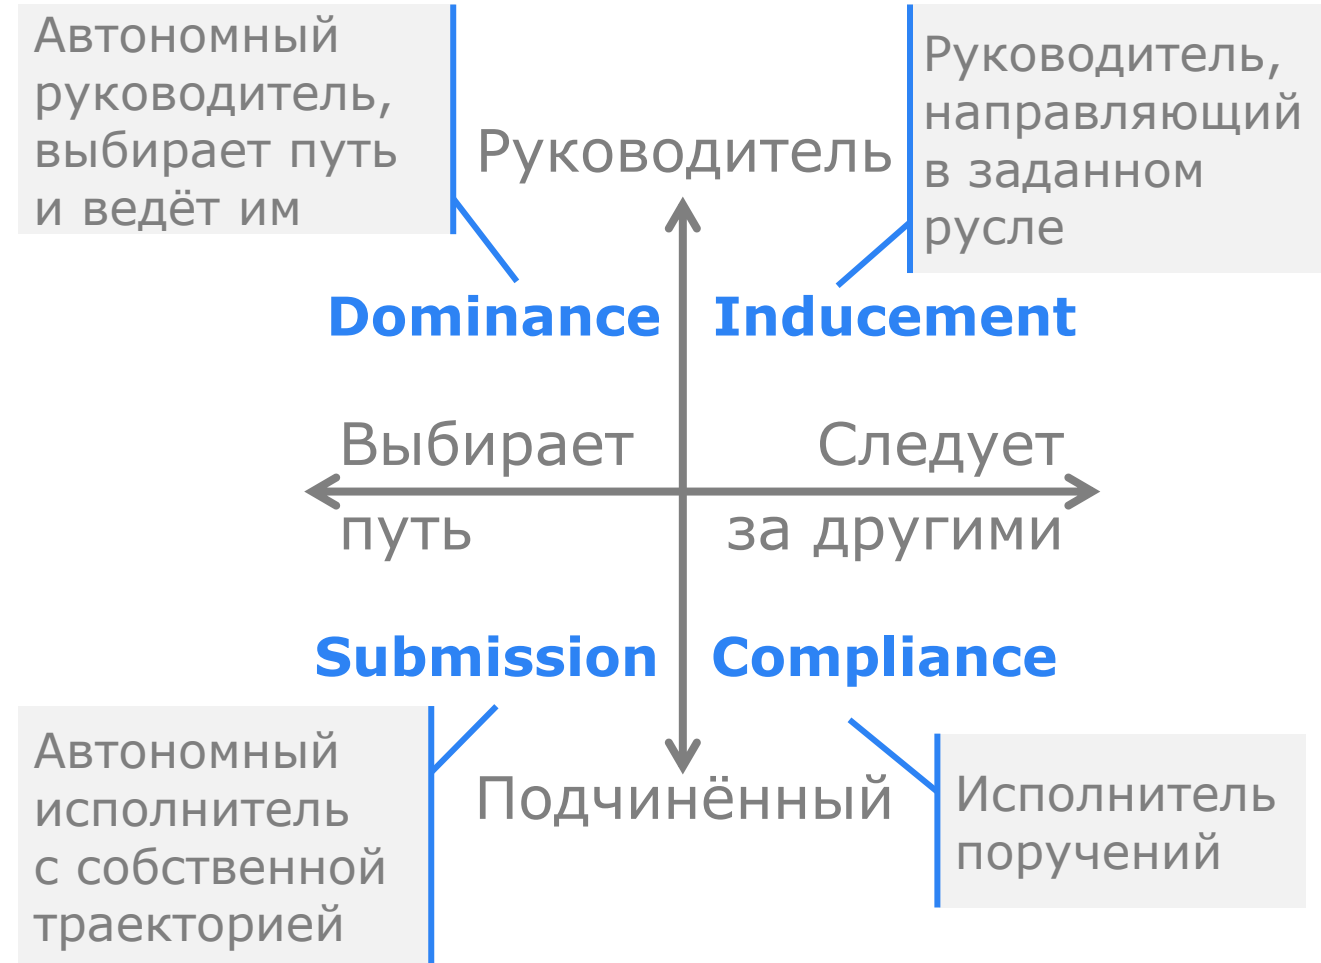 Автономный
руководитель,
выбирает путь
и ведёт им
Руководитель,
направляющий
в заданном
русле
Руководитель
Dominance
Inducement
Выбирает
путь
Следует
за другими
Submission
Compliance
Подчинённый
Автономный
исполнитель
с собственной
траекторией
Исполнитель
поручений